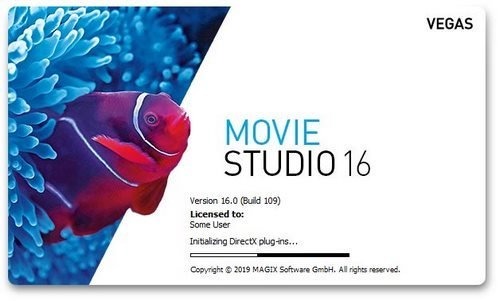 VEGAS
MOVIE
STUDIO 16
Version 16.0 (Build 109)
Licensed to:
Some User
Initializing DirectX plug-ins...
Copyright © 2019 MAGIX Software GmbH. All rights reserved.